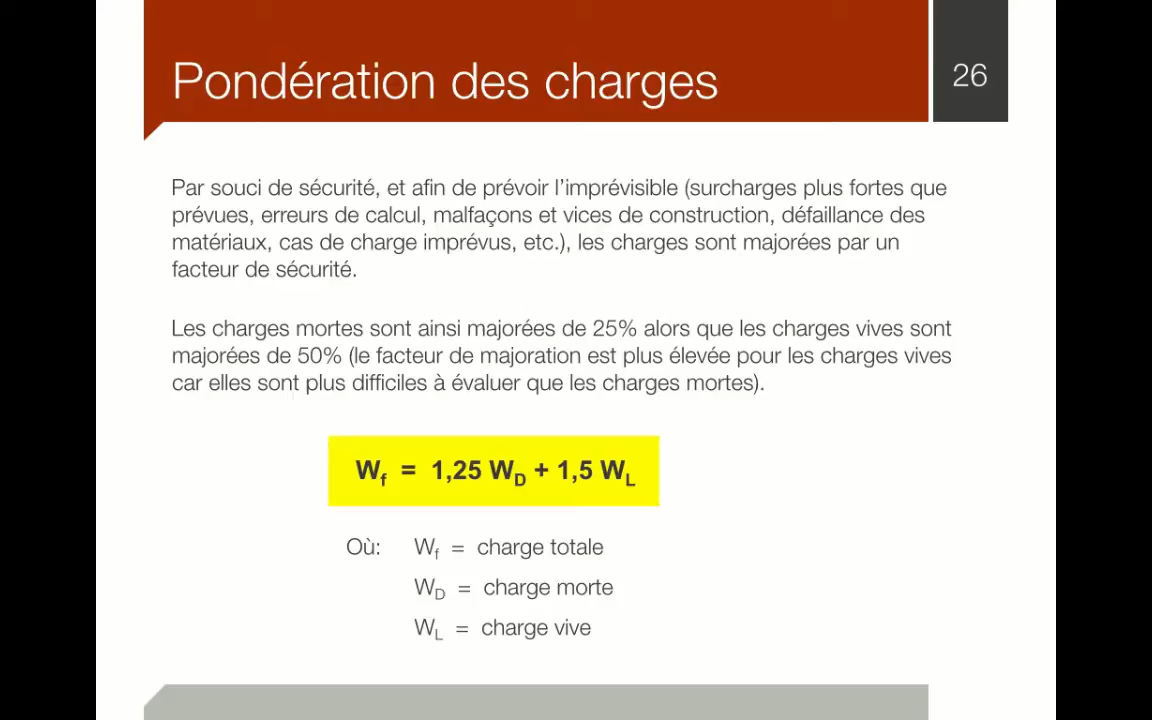 Pondération des charges
26
Par souci de sécurité, et afin de prévoir l'imprévisible (surcharges plus fortes que
prévues, erreurs de calcul, malfaçons et vices de construction, défaillance des
matériaux, cas de charge imprévus, etc.), les charges sont majorées par un
facteur de sécurité.
Les charges mortes sont ainsi majorées de 25% alors que les charges vives sont
majorées de 50% (le facteur de majoration est plus élevée pour les charges vives
car elles sont plus difficiles à évaluer que les charges mortes).
Wf = 1,25 WD + 1,5 WL
Où: Wf = charge totale
WD = charge morte
WL = charge vive